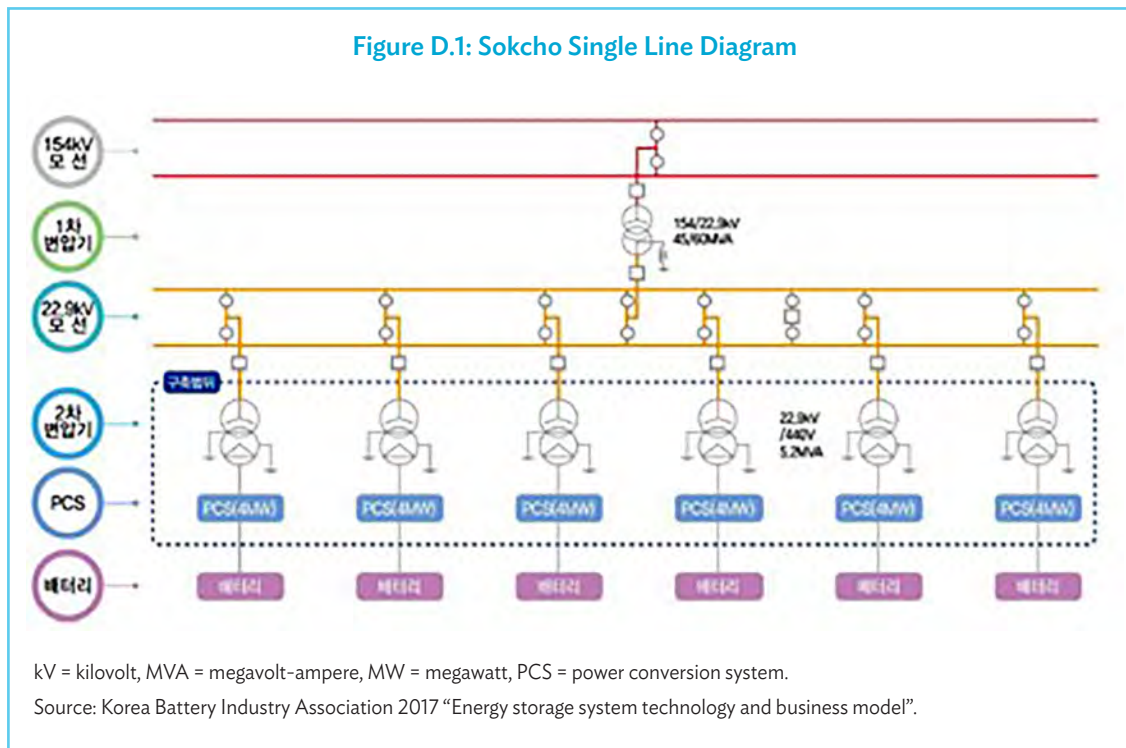 Figure D.1: Sokcho Single Line Diagram
154kV
모 선
1차
변압기
154/22.9kV
45/60MVA
22.9kV
모 선
구축범위
2차
변압기
22.9kV
/440V
5.2MVA
PCS
PCS(4MW) PCS(4MW) PCS(4MW) PCS(4MW) PCS(4MW) PCS(4MW)
배터리
배터리 배터리 배터리 배터리 배터리 배터리
kV = kilovolt, MVA = megavolt-ampere, MW = megawatt, PCS = power conversion system.
Source: Korea Battery Industry Association 2017 “Energy storage system technology and business model”.